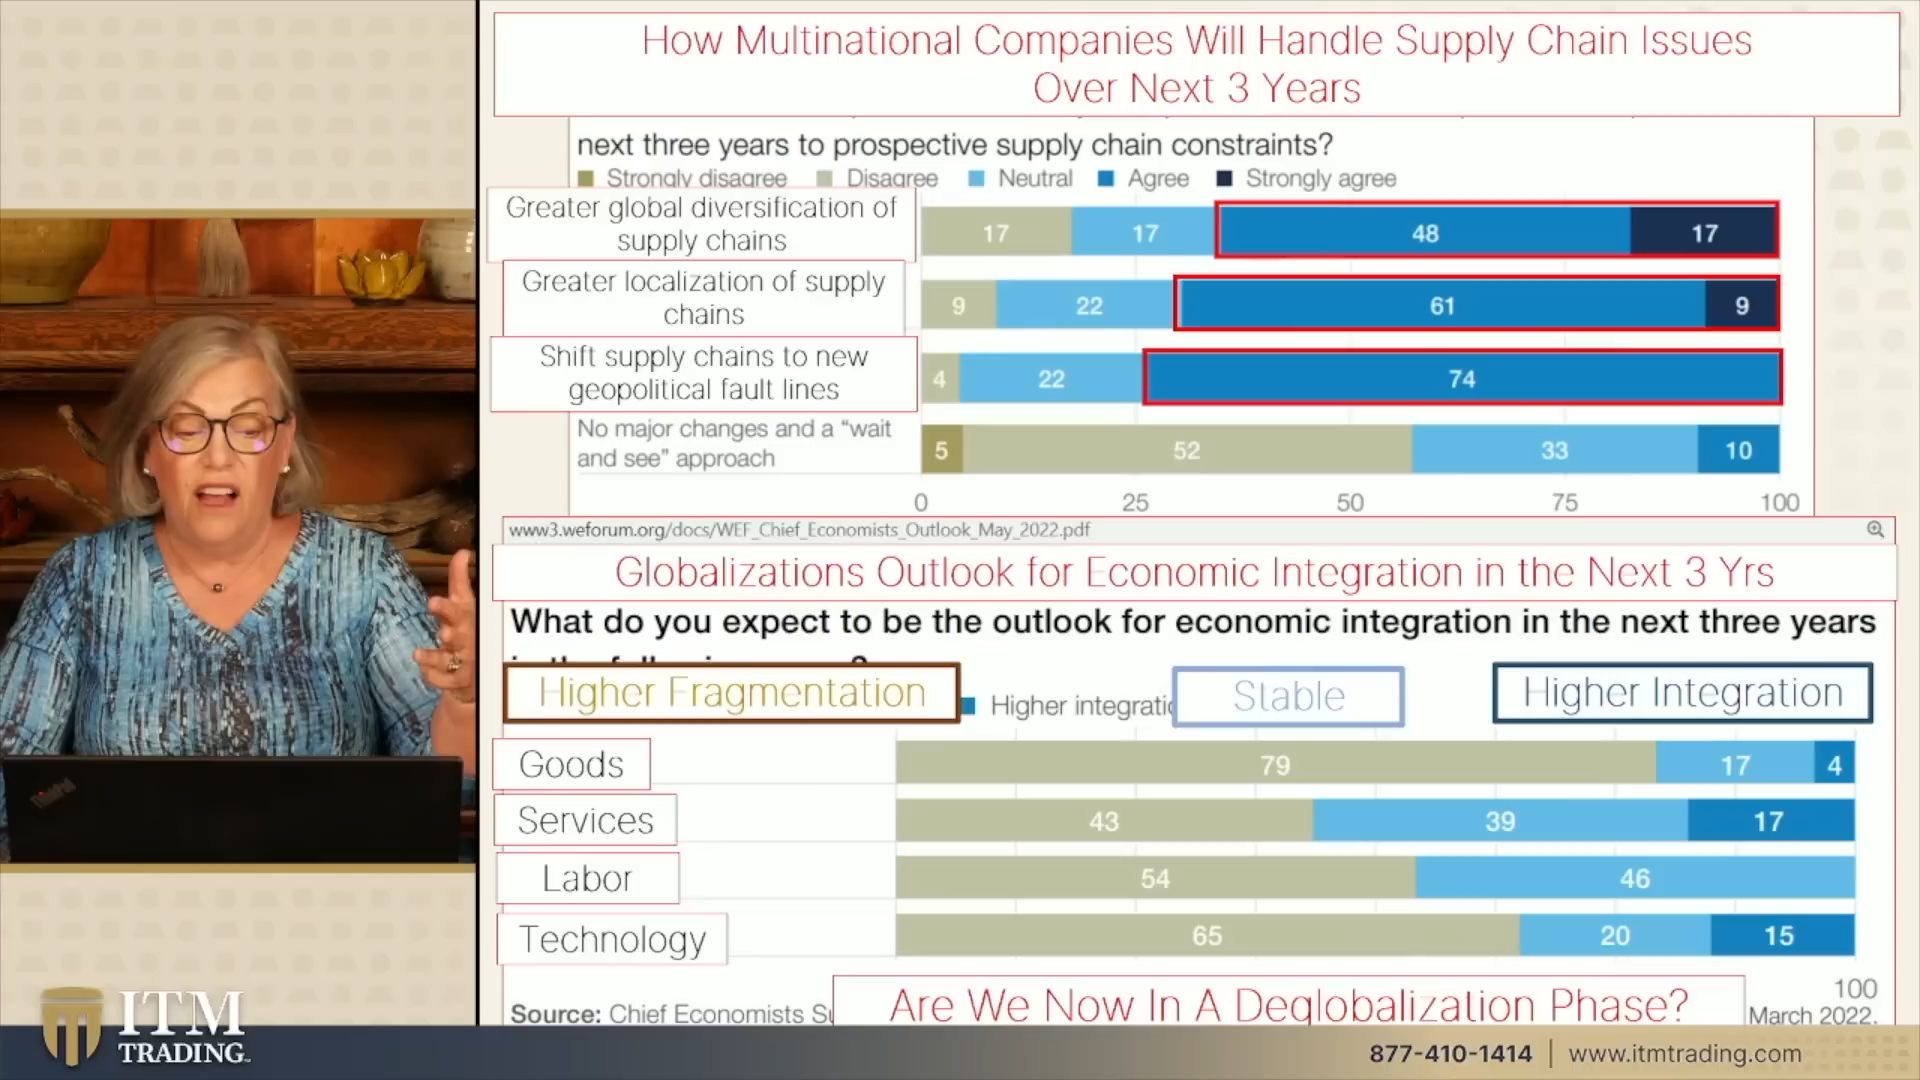 How Multinational Companies Will Handle Supply Chain Issues
Over Next 3 Years
next three years to prospective supply chain constraints?
Strongly disagree Disagree Neutral Agree Strongly agree
Greater global diversification of
supply chains
17 17 48 17
Greater localization of supply
chains
9 22 61 9
Shift supply chains to new
geopolitical fault lines
4 22 74
No major changes and a “wait
and see” approach
5 52 33 10
0 25 50 75 100
www3.weforum.org/docs/WEF_Chief_Economists_Outlook_May_2022.pdf
Globalizations Outlook for Economic Integration in the Next 3 Yrs
What do you expect to be the outlook for economic integration in the next three years
Higher Fragmentation
Higher integratio
Stable
Higher Integration
Goods
79 17 4
Services
43 39 17
Labor
54 46
Technology
65 20 15
100
Source: Chief Economists Su
Are We Now In A Deglobalization Phase?
March 2022.
ITM
TRADING
877-410-1414 | www.itmtrading.com